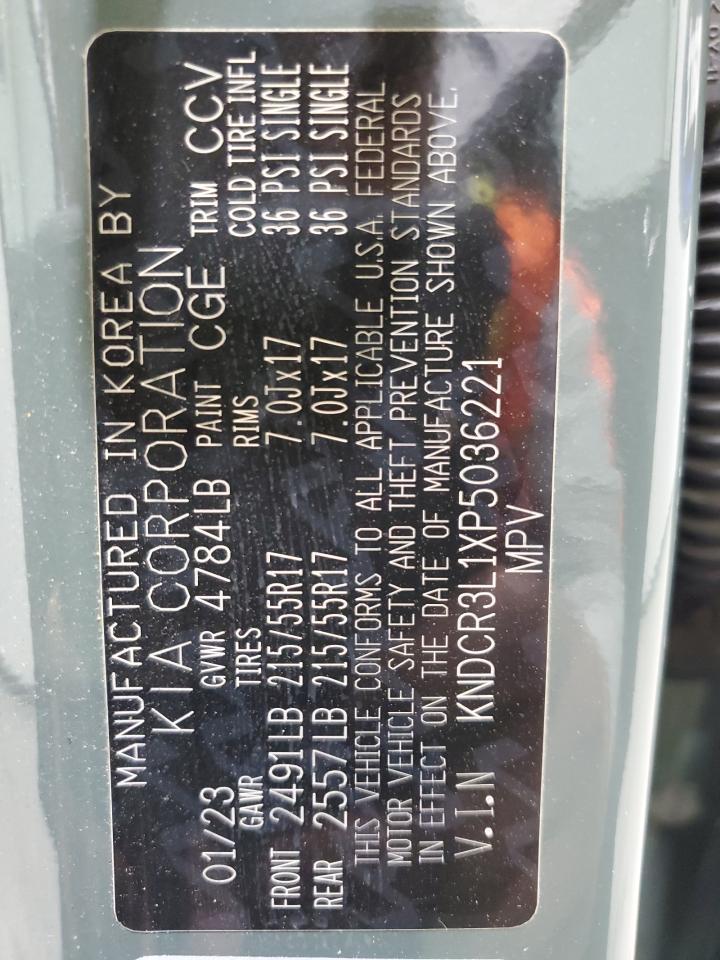 MANUFACTURED IN KOREA BY
KIA CORPORATION
01/23 GVWR 4784LB PAINT CGE TRIM CCV
GAWR TIRES RIMS COLD TIRE INFL
FRONT 2491LB 215/55R17 7.0Jx17 36 PSI SINGLE
REAR 2557LB 215/55R17 7.0Jx17 36 PSI SINGLE
THIS VEHICLE CONFORMS TO ALL APPLICABLE U.S.A. FEDERAL
MOTOR VEHICLE SAFETY AND THEFT PREVENTION STANDARDS
IN EFFECT ON THE DATE OF MANUFACTURE SHOWN ABOVE.
V.I.N KNDCR3L1XP5036221
MPV